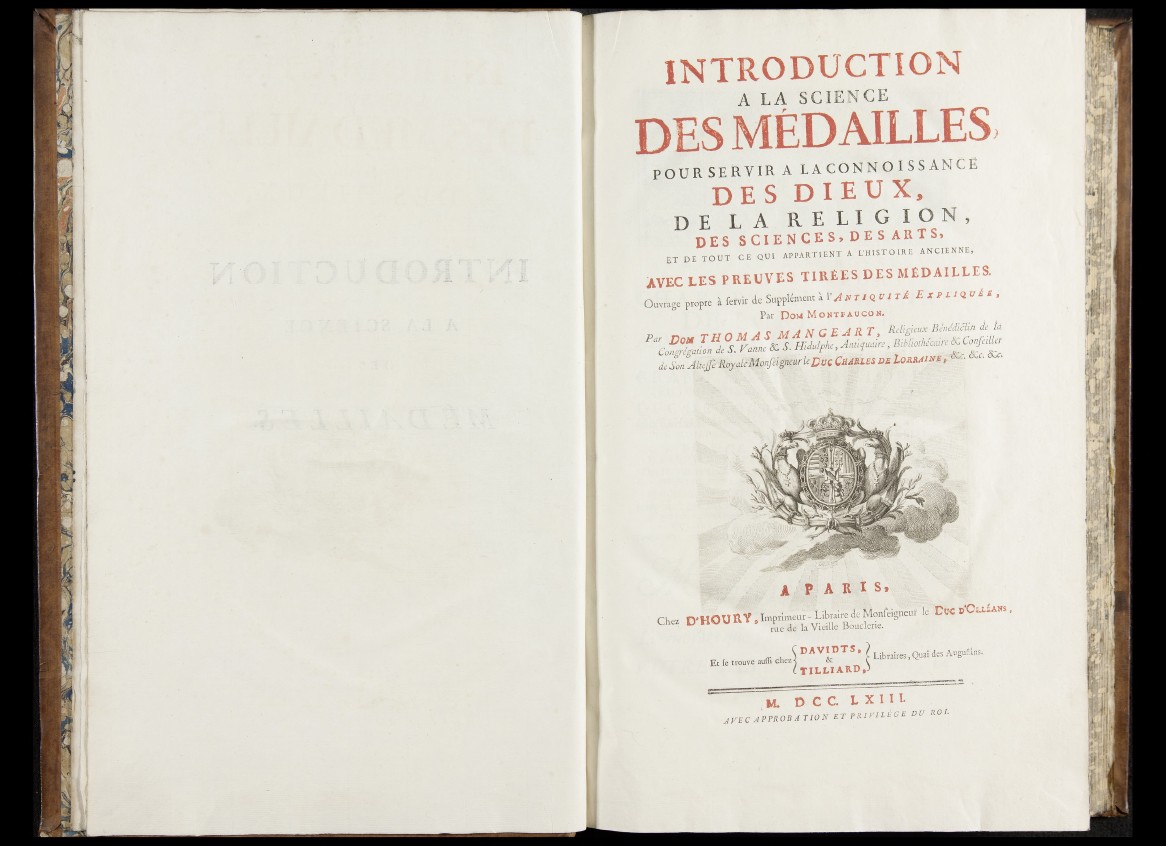 INTRODUCTION
A LA SCIENCE
DES MÉDAILLES,
POUR SERVIR A LA CONNOISSANCE
DES DIEUX,
DE LA RELIGION,
DES SCIENCES, DES ARTS,
ET DE TOUT CE QUI APPARTIENT A L'HISTOIRE ANCIENNE,
AVEC LES PREUVES TIRÉES DES MÉDAILLES.
Ouvrage propre à servir de Supplément à l'ANTIQUITÉ EXPLIQUÉE,
Par DOM MONTFAUCON.
Par DOM THOMAS MANGEART, Religieux Bénédictin de la
Congrégation de S. Vanne & S. Hidulphe, Antiquaire, Bibliothécaire & Conseiller
de Son Altesse Royale Monseigneur le DUC CHARLES DE LORRAINE, &c. &c. &c.
A PARIS,
Chez D'HOURY, Imprimeur-Libraire de Monseigneur le DUC D'ORLÉANS,
rue de la Vieille Bouclerie.
Et se trouve aussi chez { DAVIDTS, & TILLIARD, } Libraires, Quai des Augustins.
M. DCC. LXIII.
AVEC APPROBATION ET PRIVILEGE DU ROI.